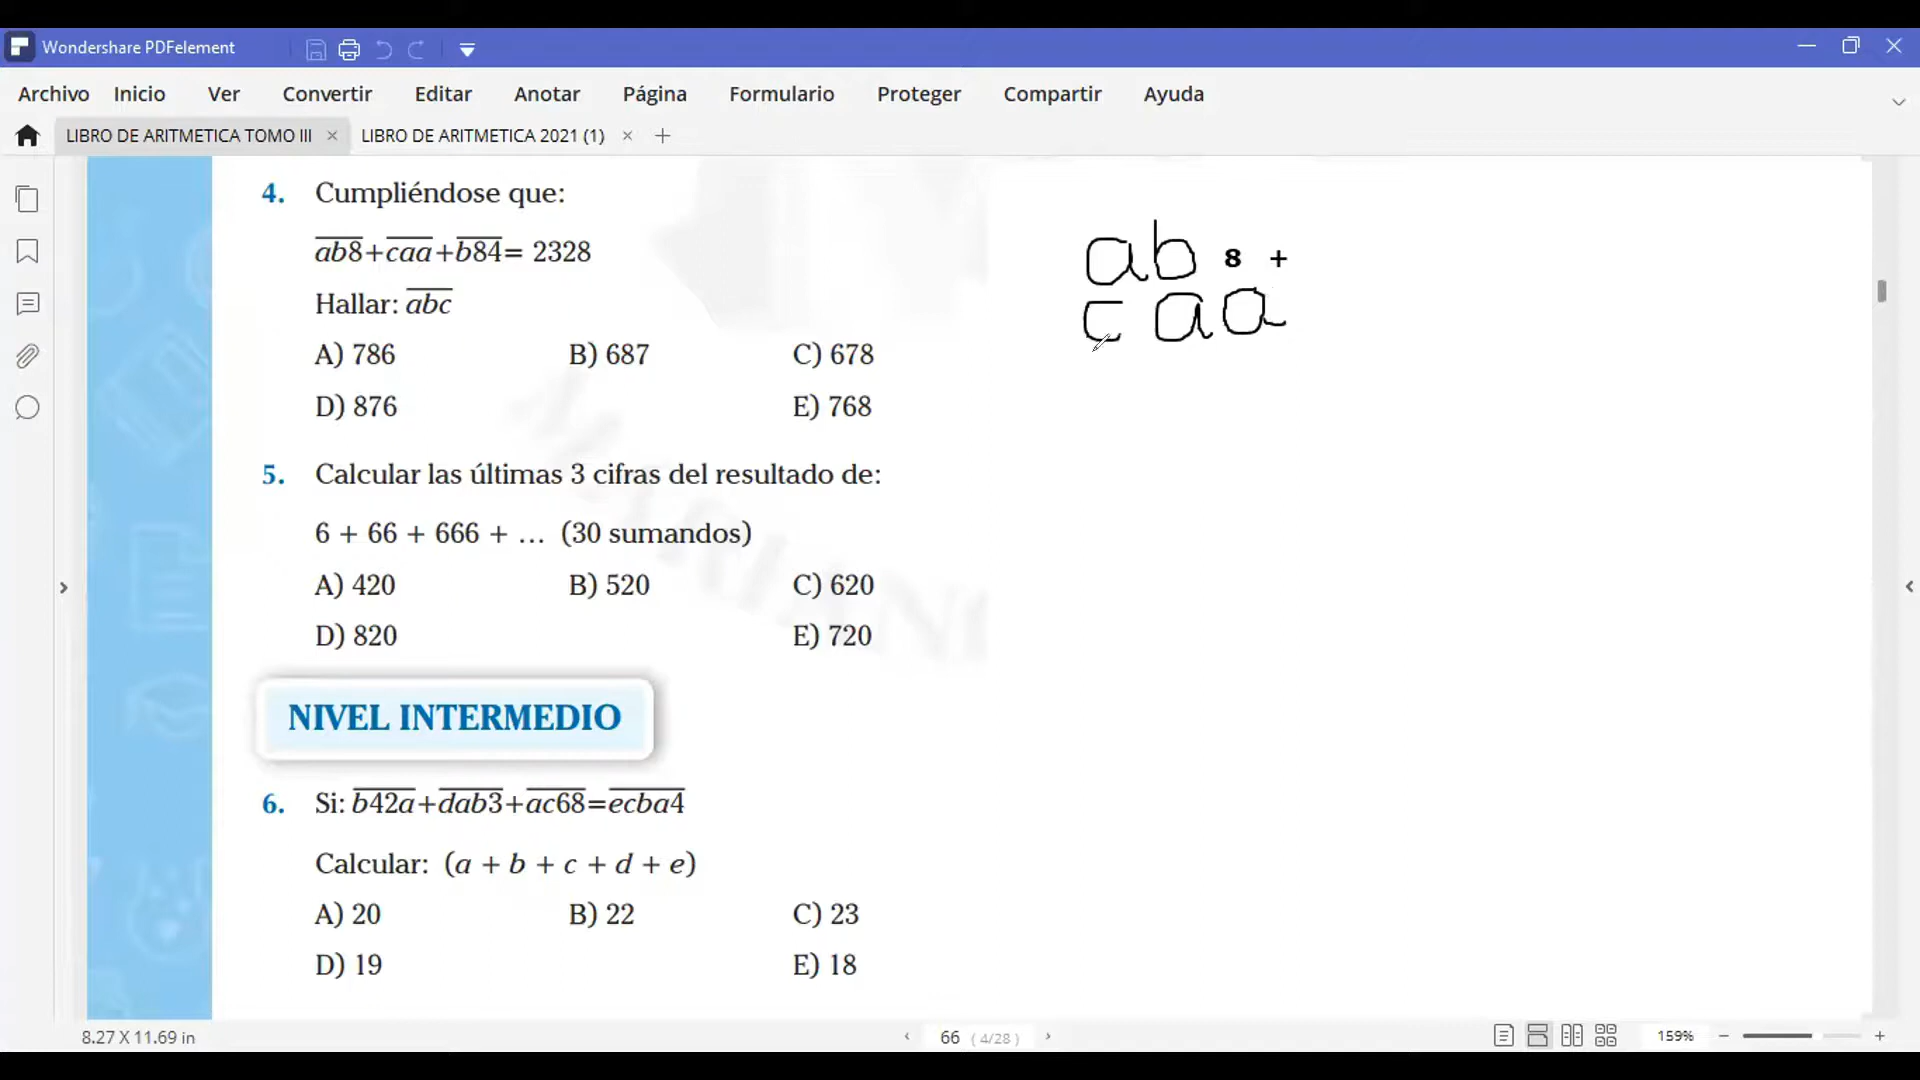 Wondershare PDFelement
Archivo Inicio Ver Convertir Editar Anotar Página Formulario Proteger Compartir Ayuda
LIBRO DE ARITMETICA TOMO III × LIBRO DE ARITMETICA 2021 (1) × +
4. Cumpliéndose que:
ab8+caa+b84= 2328
Hallar: abc
A) 786 B) 687 C) 678
D) 876 E) 768
ab 8 +
caa
5. Calcular las últimas 3 cifras del resultado de:
6 + 66 + 666 + ... (30 sumandos)
A) 420 B) 520 C) 620
D) 820 E) 720
NIVEL INTERMEDIO
6. Si: b42a+dab3+ac68=ecba4
Calcular: (a + b + c + d + e)
A) 20 B) 22 C) 23
D) 19 E) 18
8.27 X 11.69 in ‹ 66 ( 4/28 ) › 159% − +